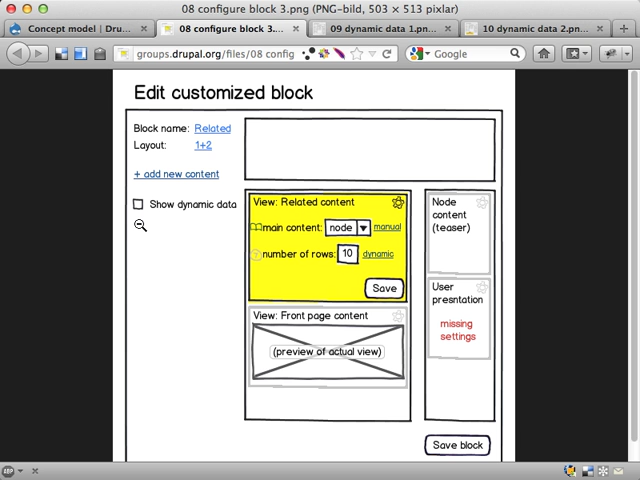 08 configure block 3.png (PNG-bild, 503 × 513 pixlar)
Concept model | Dru...
08 configure block 3....
09 dynamic data 1.pn...
10 dynamic data 2.pn...
groups.drupal.org/files/08 config
Google
Edit customized block
Block name: Related
Layout: 1+2
+ add new content
Show dynamic data
View: Related content
main content: node manual
number of rows: 10 dynamic
Save
View: Front page content
(preview of actual view)
Node
content
(teaser)
User
presntation
missing
settings
Save block
ABP